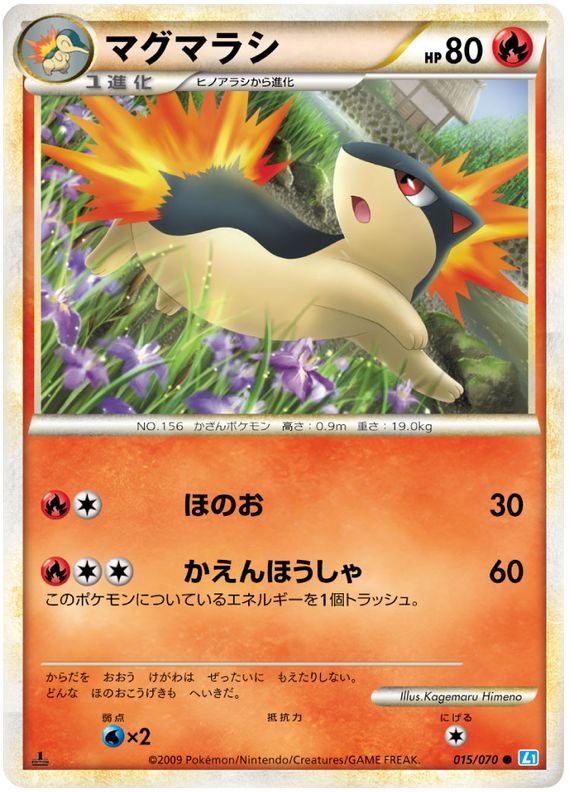 マグマラシ HP80
1進化 ヒノアラシから進化
NO.156 かざんポケモン 高さ:0.9m 重さ:19.0kg
ほのお 30
かえんほうしゃ 60
このポケモンについているエネルギーを1個トラッシュ。
からだを おおう けがわは ぜったいに もえたりしない。
どんな ほのおこうげきも へいきだ。
Illus.Kagemaru Himeno
弱点 抵抗力 にげる
×2
1 ©2009 Pokémon/Nintendo/Creatures/GAME FREAK. 015/070 L1